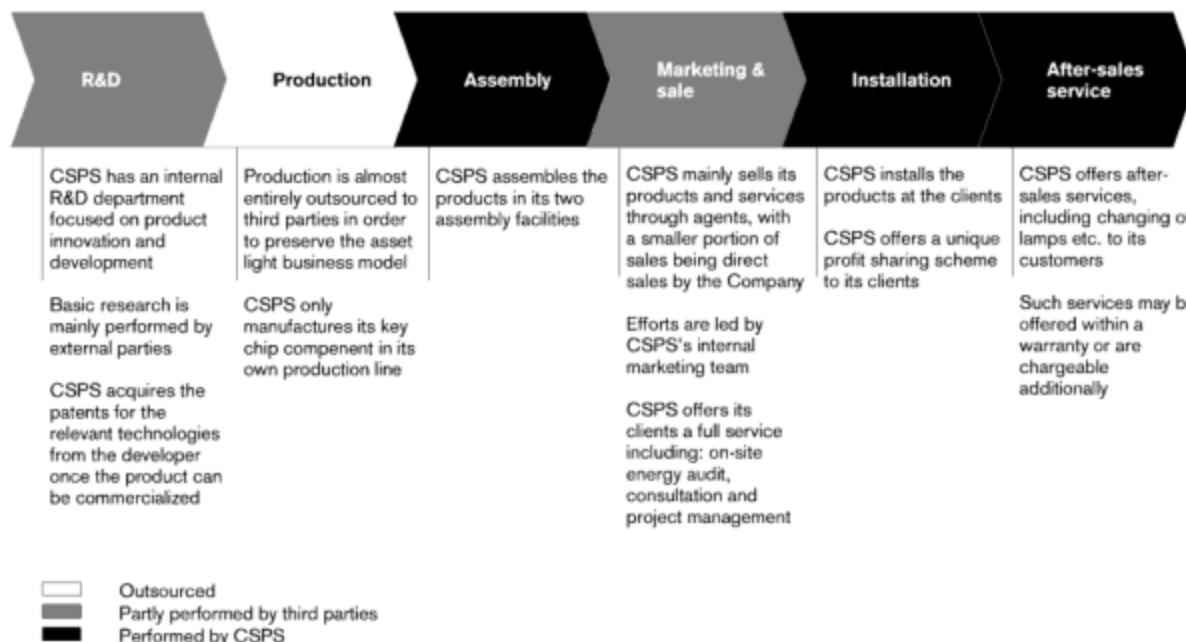 R&D
Production
Assembly
Marketing &
sale
Installation
After-sales
service
CSPS has an internal
R&D department
focused on product
innovation and
development
Basic research is
mainly performed by
external parties
CSPS acquires the
patents for the
relevant technologies
from the developer
once the product can
be commercialized
Production is almost
entirely outsourced to
third parties in order
to preserve the asset
light business model
CSPS only
manufactures its key
chip compenent in its
own production line
CSPS assembles the
products in its two
assembly facilities
CSPS mainly sells its
products and services
through agents, with
a smaller portion of
sales being direct
sales by the Company
Efforts are led by
CSPS's internal
marketing team
CSPS offers its
clients a full service
including: on-site
energy audit,
consultation and
project management
CSPS installs the
products at the clients
CSPS offers a unique
profit sharing scheme
to its clients
CSPS offers after-
sales services,
including changing o
lamps etc. to its
customers
Such services may b
offered within a
warranty or are
chargeable
additionally
Outsourced
Partly performed by third parties
Performed by CSPS